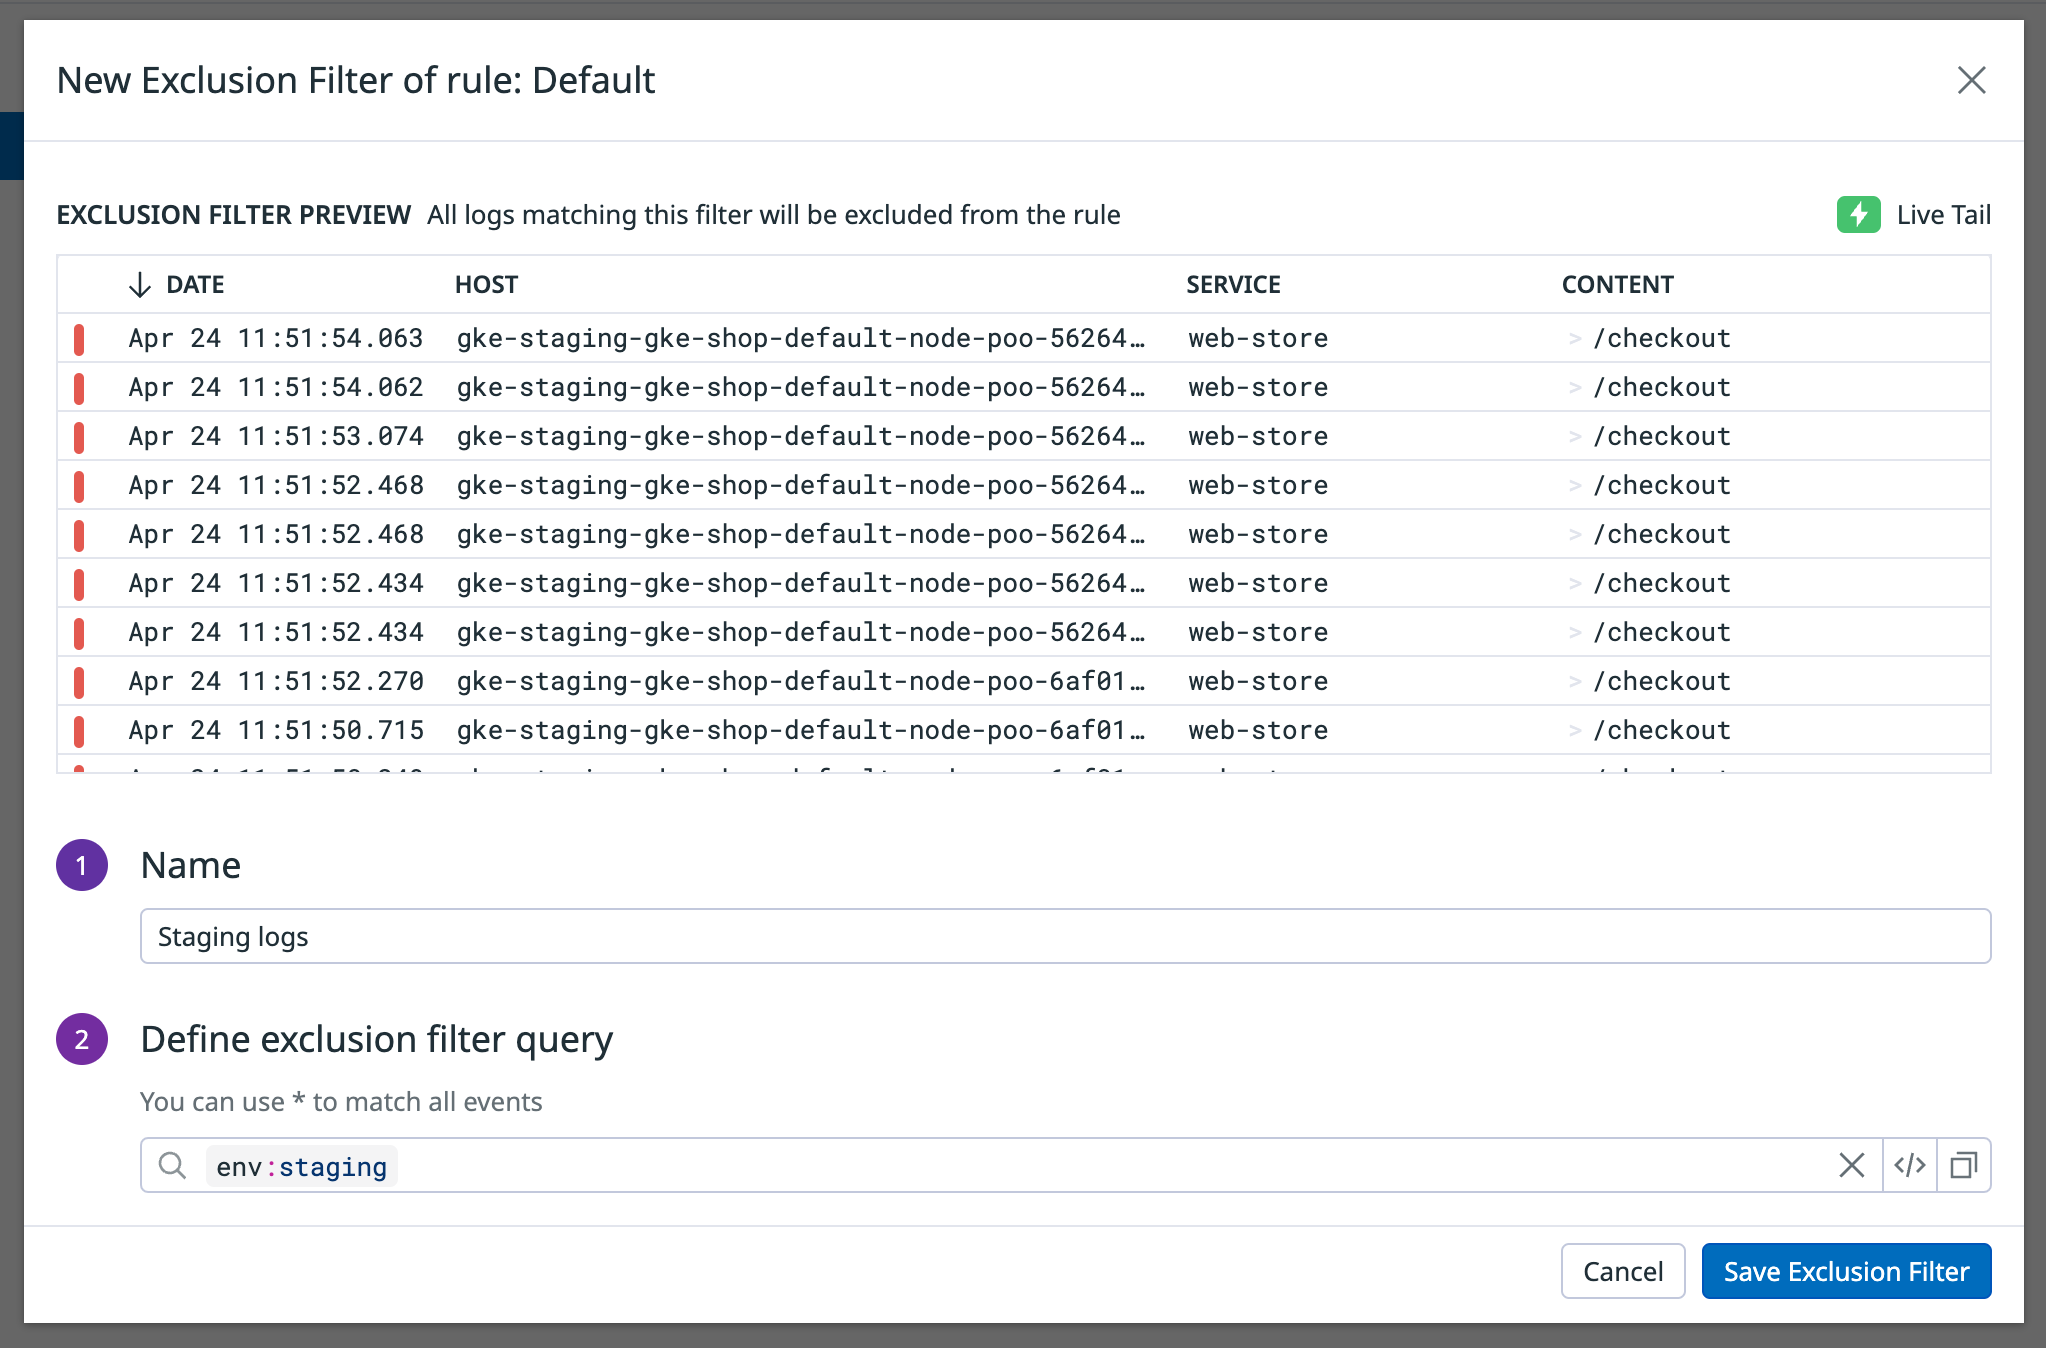 New Exclusion Filter of rule: Default
EXCLUSION FILTER PREVIEW All logs matching this filter will be excluded from the rule Live Tail
DATE HOST SERVICE CONTENT
Apr 24 11:51:54.063 gke-staging-gke-shop-default-node-poo-56264… web-store > /checkout
Apr 24 11:51:54.062 gke-staging-gke-shop-default-node-poo-56264… web-store > /checkout
Apr 24 11:51:53.074 gke-staging-gke-shop-default-node-poo-56264… web-store > /checkout
Apr 24 11:51:52.468 gke-staging-gke-shop-default-node-poo-56264… web-store > /checkout
Apr 24 11:51:52.468 gke-staging-gke-shop-default-node-poo-56264… web-store > /checkout
Apr 24 11:51:52.434 gke-staging-gke-shop-default-node-poo-56264… web-store > /checkout
Apr 24 11:51:52.434 gke-staging-gke-shop-default-node-poo-56264… web-store > /checkout
Apr 24 11:51:52.270 gke-staging-gke-shop-default-node-poo-6af01… web-store > /checkout
Apr 24 11:51:50.715 gke-staging-gke-shop-default-node-poo-6af01… web-store > /checkout
1 Name
Staging logs
2 Define exclusion filter query
You can use * to match all events
env:staging </>
Cancel Save Exclusion Filter